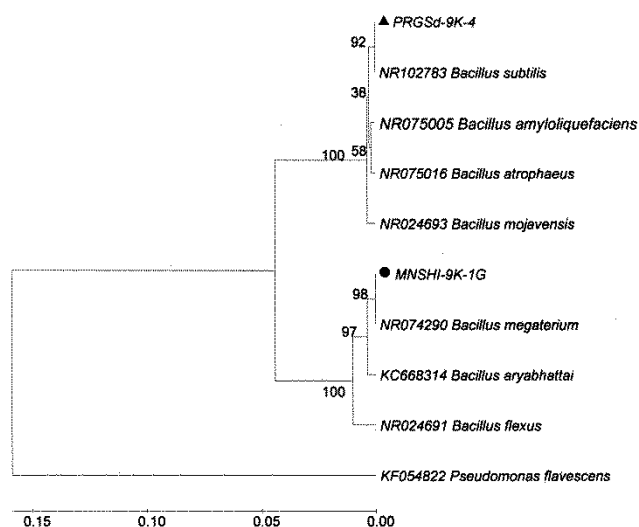 PRGSd-9K-4
92
NR102783 Bacillus subtilis
38
NR075005 Bacillus amyloliquefaciens
58
100
NR075016 Bacillus atrophaeus
NR024693 Bacillus mojavensis
MNSHI-9K-1G
98
NR074290 Bacillus megaterium
97
KC668314 Bacillus aryabhattai
100
NR024691 Bacillus flexus
KF054822 Pseudomonas flavescens
0.15 0.10 0.05 0.00